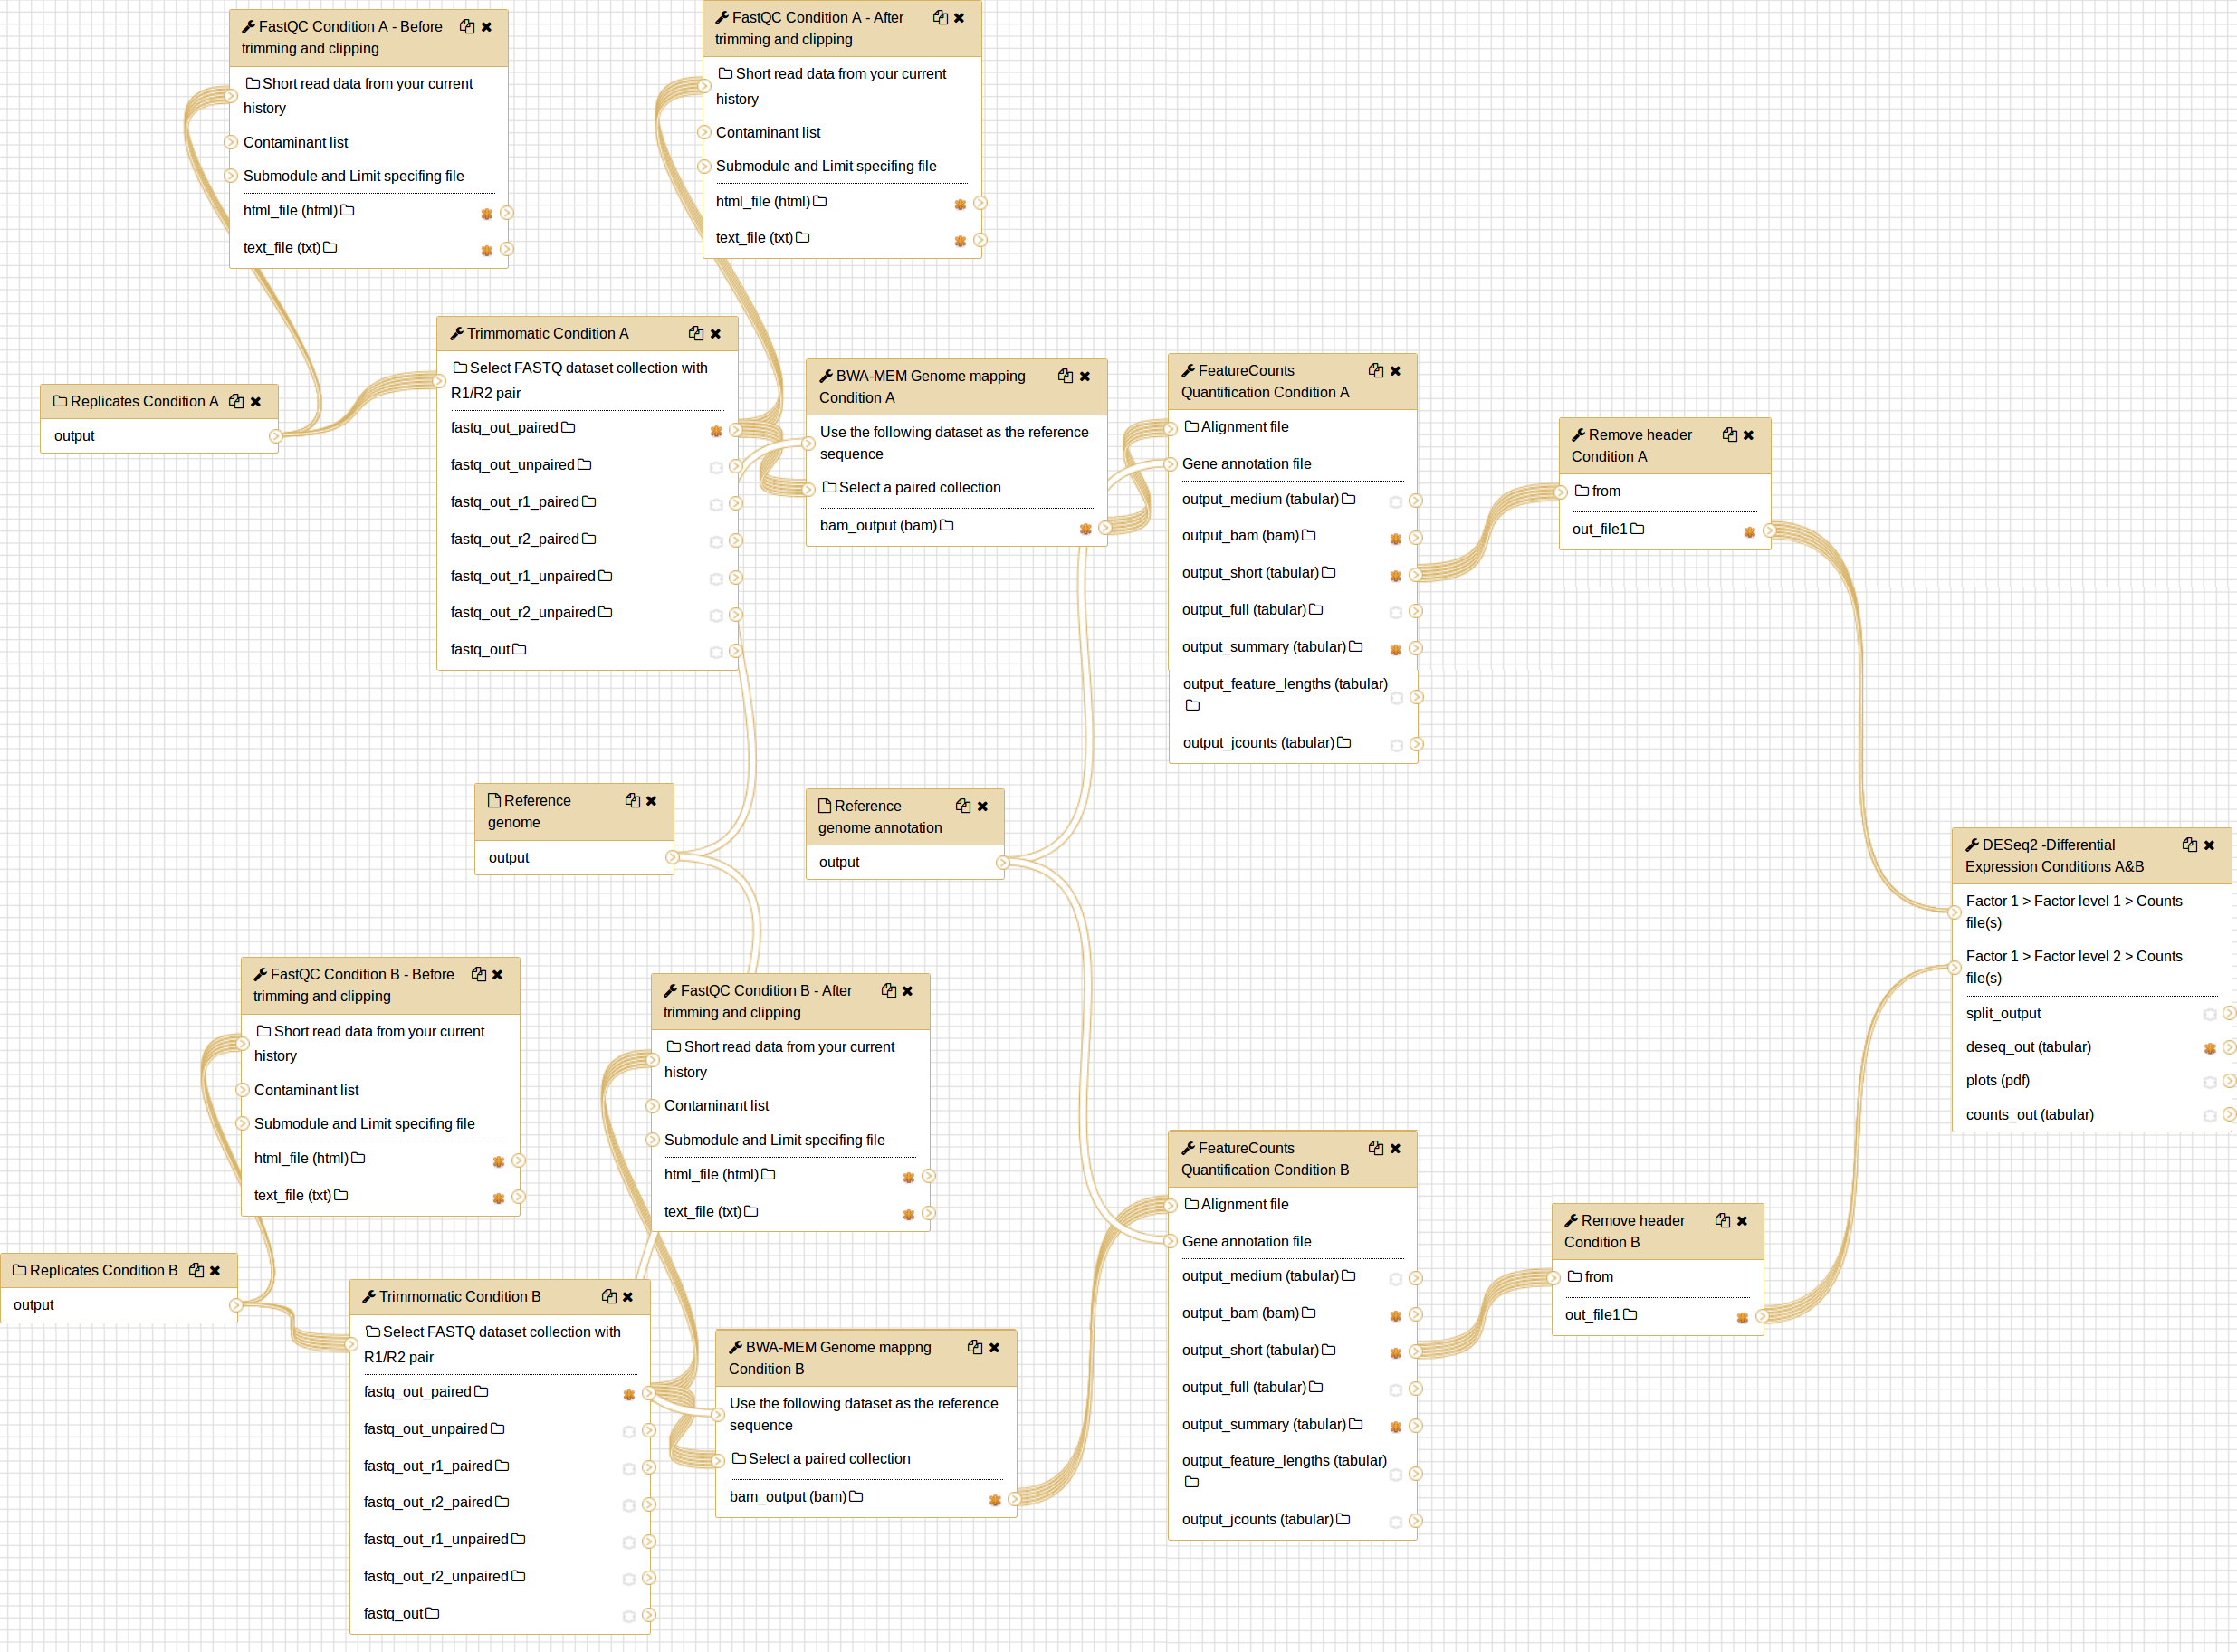 FastQC Condition A - Before
trimming and clipping
Short read data from your current
history
Contaminant list
Submodule and Limit specifing file
html_file (html)
text_file (txt)
FastQC Condition A - After
trimming and clipping
Short read data from your current
history
Contaminant list
Submodule and Limit specifing file
html_file (html)
text_file (txt)
Replicates Condition A
output
Trimmomatic Condition A
Select FASTQ dataset collection with
R1/R2 pair
fastq_out_paired
fastq_out_unpaired
fastq_out_r1_paired
fastq_out_r2_paired
fastq_out_r1_unpaired
fastq_out_r2_unpaired
fastq_out
BWA-MEM Genome mapping
Condition A
Use the following dataset as the reference
sequence
Select a paired collection
bam_output (bam)
FeatureCounts
Quantification Condition A
Alignment file
Gene annotation file
output_medium (tabular)
output_bam (bam)
output_short (tabular)
output_full (tabular)
output_summary (tabular)
output_feature_lengths (tabular)
output_jcounts (tabular)
Remove header
Condition A
from
out_file1
Reference
genome
output
Reference
genome annotation
output
DESeq2 -Differential
Expression Conditions A&B
Factor 1 > Factor level 1 > Counts
file(s)
Factor 1 > Factor level 2 > Counts
file(s)
split_output
deseq_out (tabular)
plots (pdf)
counts_out (tabular)
FastQC Condition B - Before
trimming and clipping
Short read data from your current
history
Contaminant list
Submodule and Limit specifing file
html_file (html)
text_file (txt)
FastQC Condition B - After
trimming and clipping
Short read data from your current
history
Contaminant list
Submodule and Limit specifing file
html_file (html)
text_file (txt)
Replicates Condition B
output
Trimmomatic Condition B
Select FASTQ dataset collection with
R1/R2 pair
fastq_out_paired
fastq_out_unpaired
fastq_out_r1_paired
fastq_out_r2_paired
fastq_out_r1_unpaired
fastq_out_r2_unpaired
fastq_out
BWA-MEM Genome mappng
Condition B
Use the following dataset as the reference
sequence
Select a paired collection
bam_output (bam)
FeatureCounts
Quantification Condition B
Alignment file
Gene annotation file
output_medium (tabular)
output_bam (bam)
output_short (tabular)
output_full (tabular)
output_summary (tabular)
output_feature_lengths (tabular)
output_jcounts (tabular)
Remove header
Condition B
from
out_file1